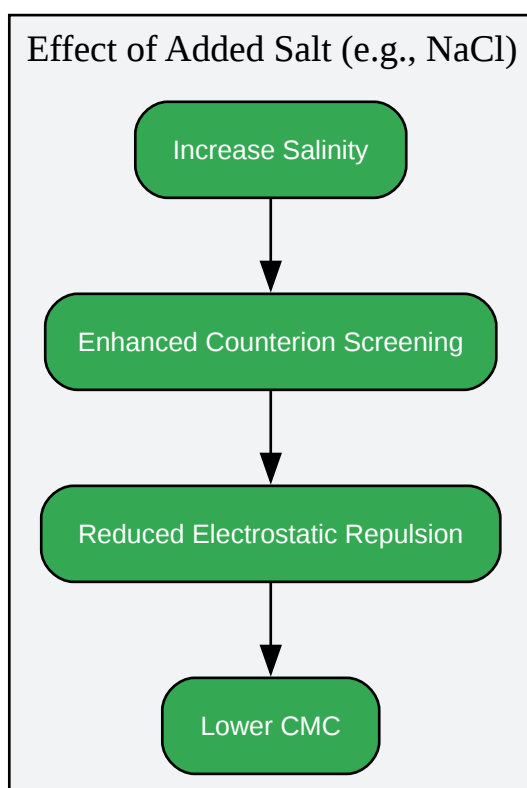 Effect of Added Salt (e.g., NaCl)
Increase Salinity
Enhanced Counterion Screening
Reduced Electrostatic Repulsion
Lower CMC